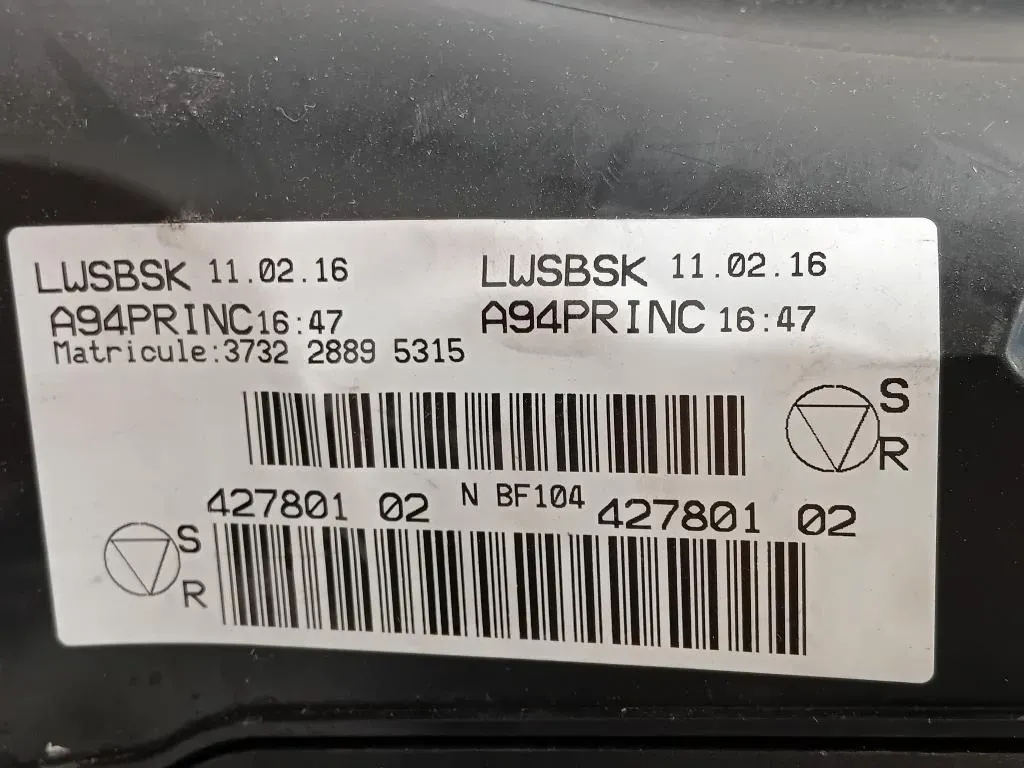 LWSBSK 11.02.16 LWSBSK 11.02.16
A94PRINC 16:47 A94PRINC 16:47
Matricule:3732 2889 5315
S
R
427801 02 N BF104 427801 02
S
R